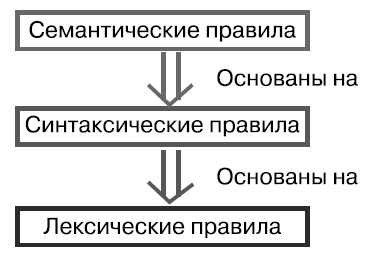 Семантические правила
Основаны на
Синтаксические правила
Основаны на
Лексические правила